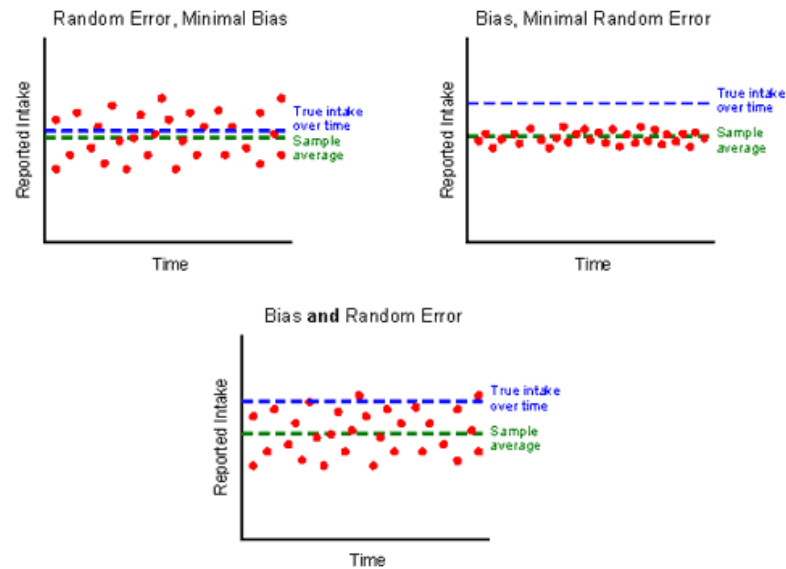 Random Error, Minimal Bias
Reported Intake
True intake
over time
Sample
average
Time
Bias, Minimal Random Error
Reported Intake
True intake
over time
Sample
average
Time
Bias and Random Error
Reported Intake
True intake
over time
Sample
average
Time